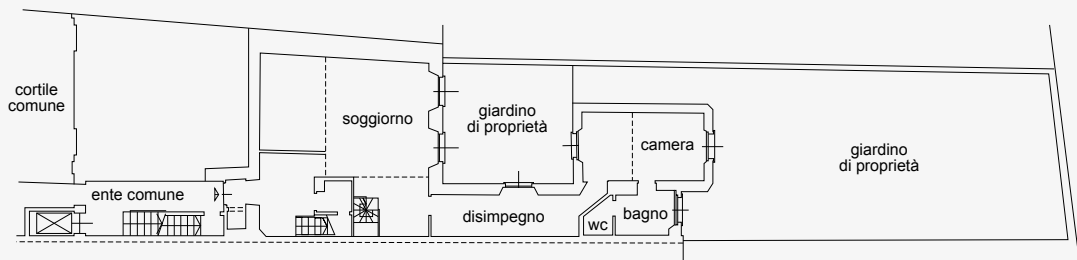 cortile
comune
soggiorno
giardino
di proprietà
camera
giardino
di proprietà
ente comune
disimpegno
wc
bagno